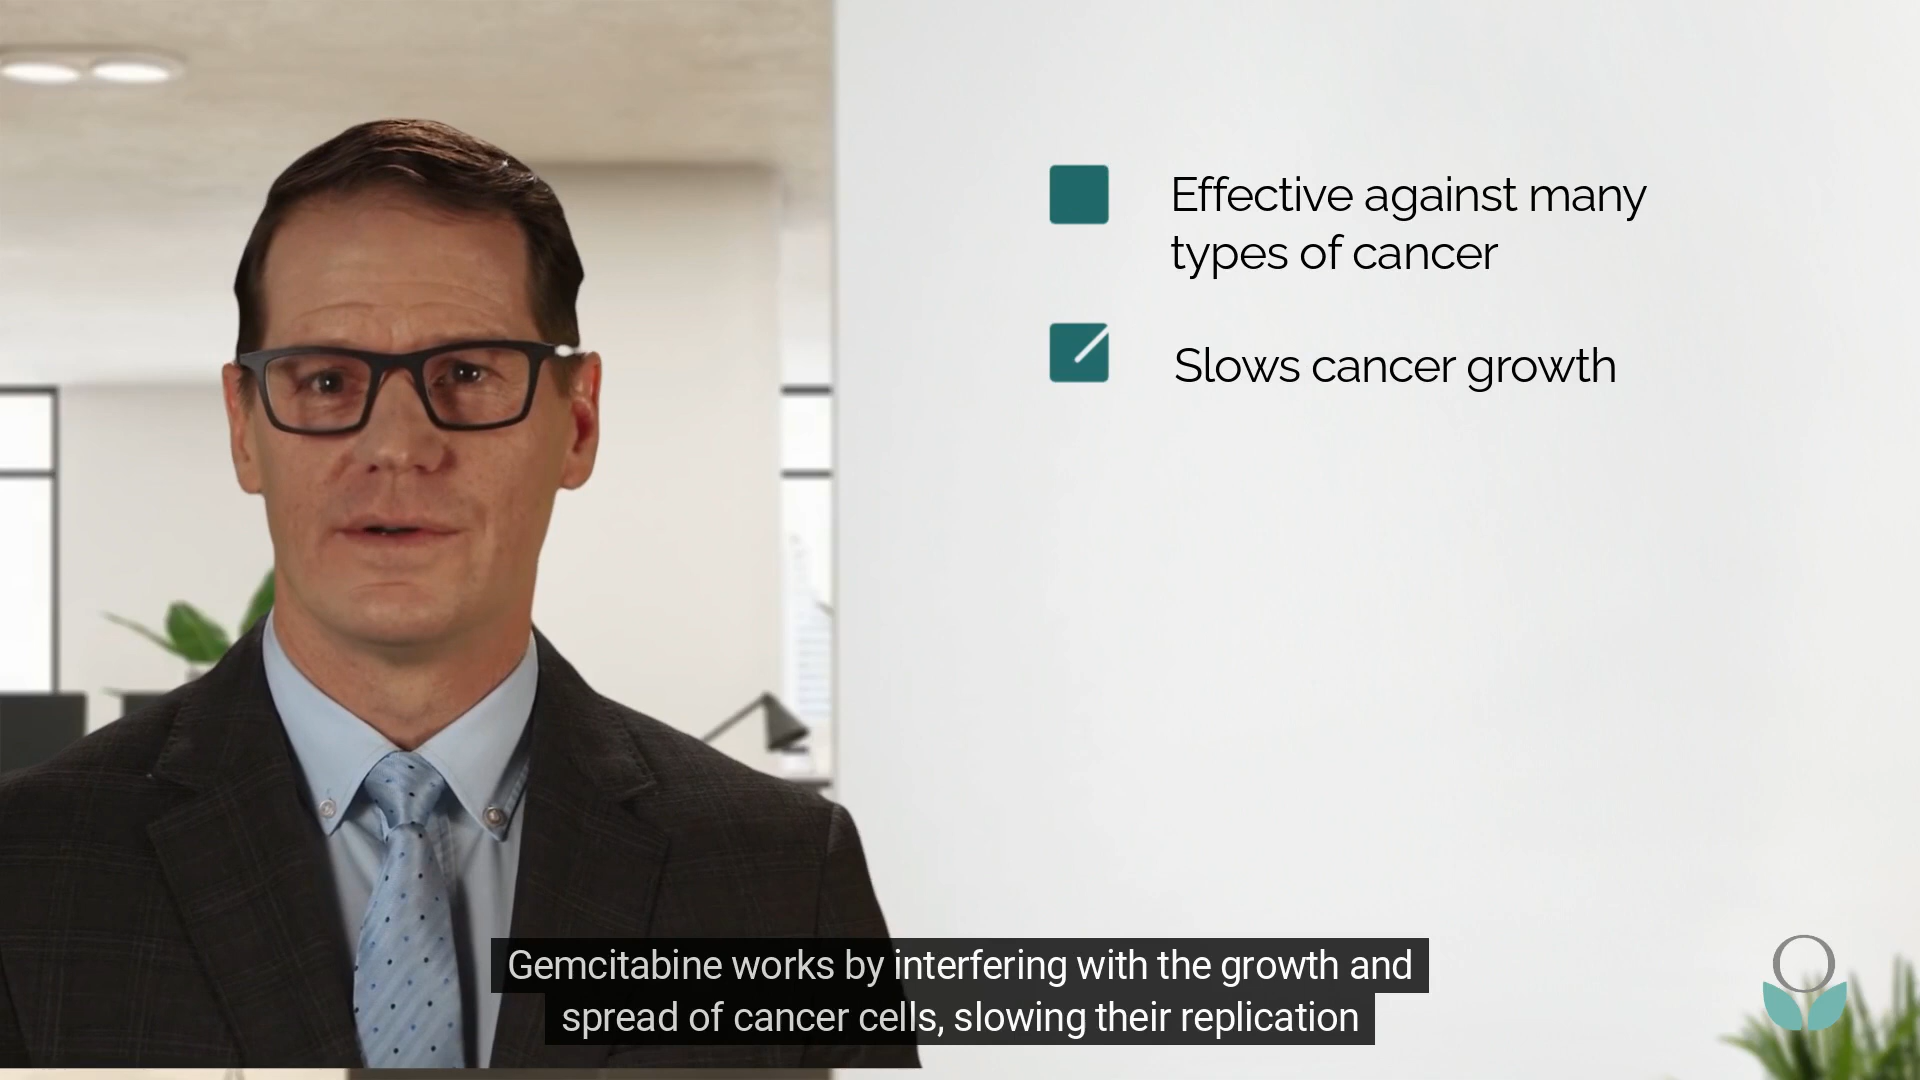 Effective against many
types of cancer
Slows cancer growth
Gemcitabine works by interfering with the growth and
spread of cancer cells, slowing their replication